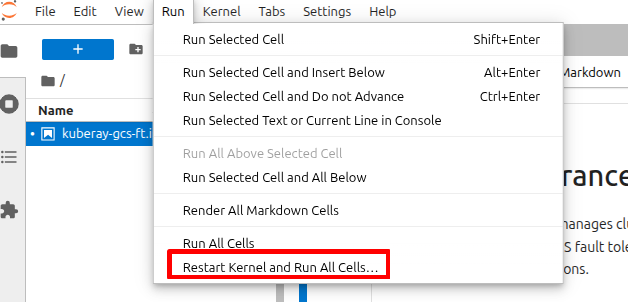 File Edit View Run Kernel Tabs Settings Help
Run Selected Cell Shift+Enter
Run Selected Cell and Insert Below Alt+Enter
Markdown
Run Selected Cell and Do not Advance Ctrl+Enter
Run Selected Text or Current Line in Console
/
Name
kuberay-gcs-ft.i
Run All Above Selected Cell
Run Selected Cell and All Below
Render All Markdown Cells
Run All Cells
Restart Kernel and Run All Cells...
rance
manages clu
S fault tole
ons.